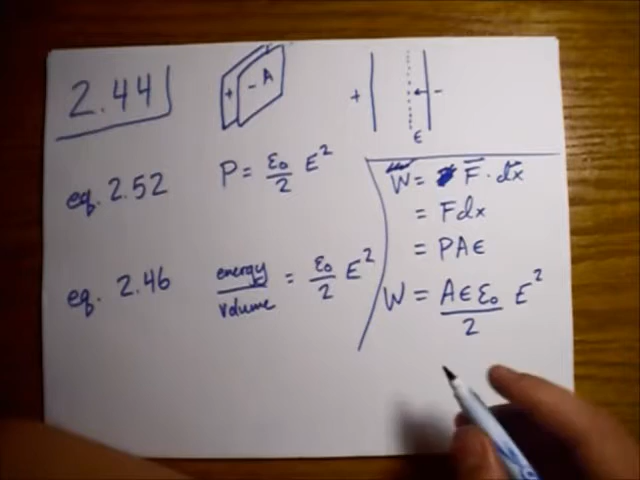 2.44
+ - A
+ -
ϵ
eq. 2.52 P = ε₀/2 E²
eq. 2.46 energy/volume = ε₀/2 E²
W = F · dx
= Fdx
= PAϵ
W = Aϵε₀/2 E²